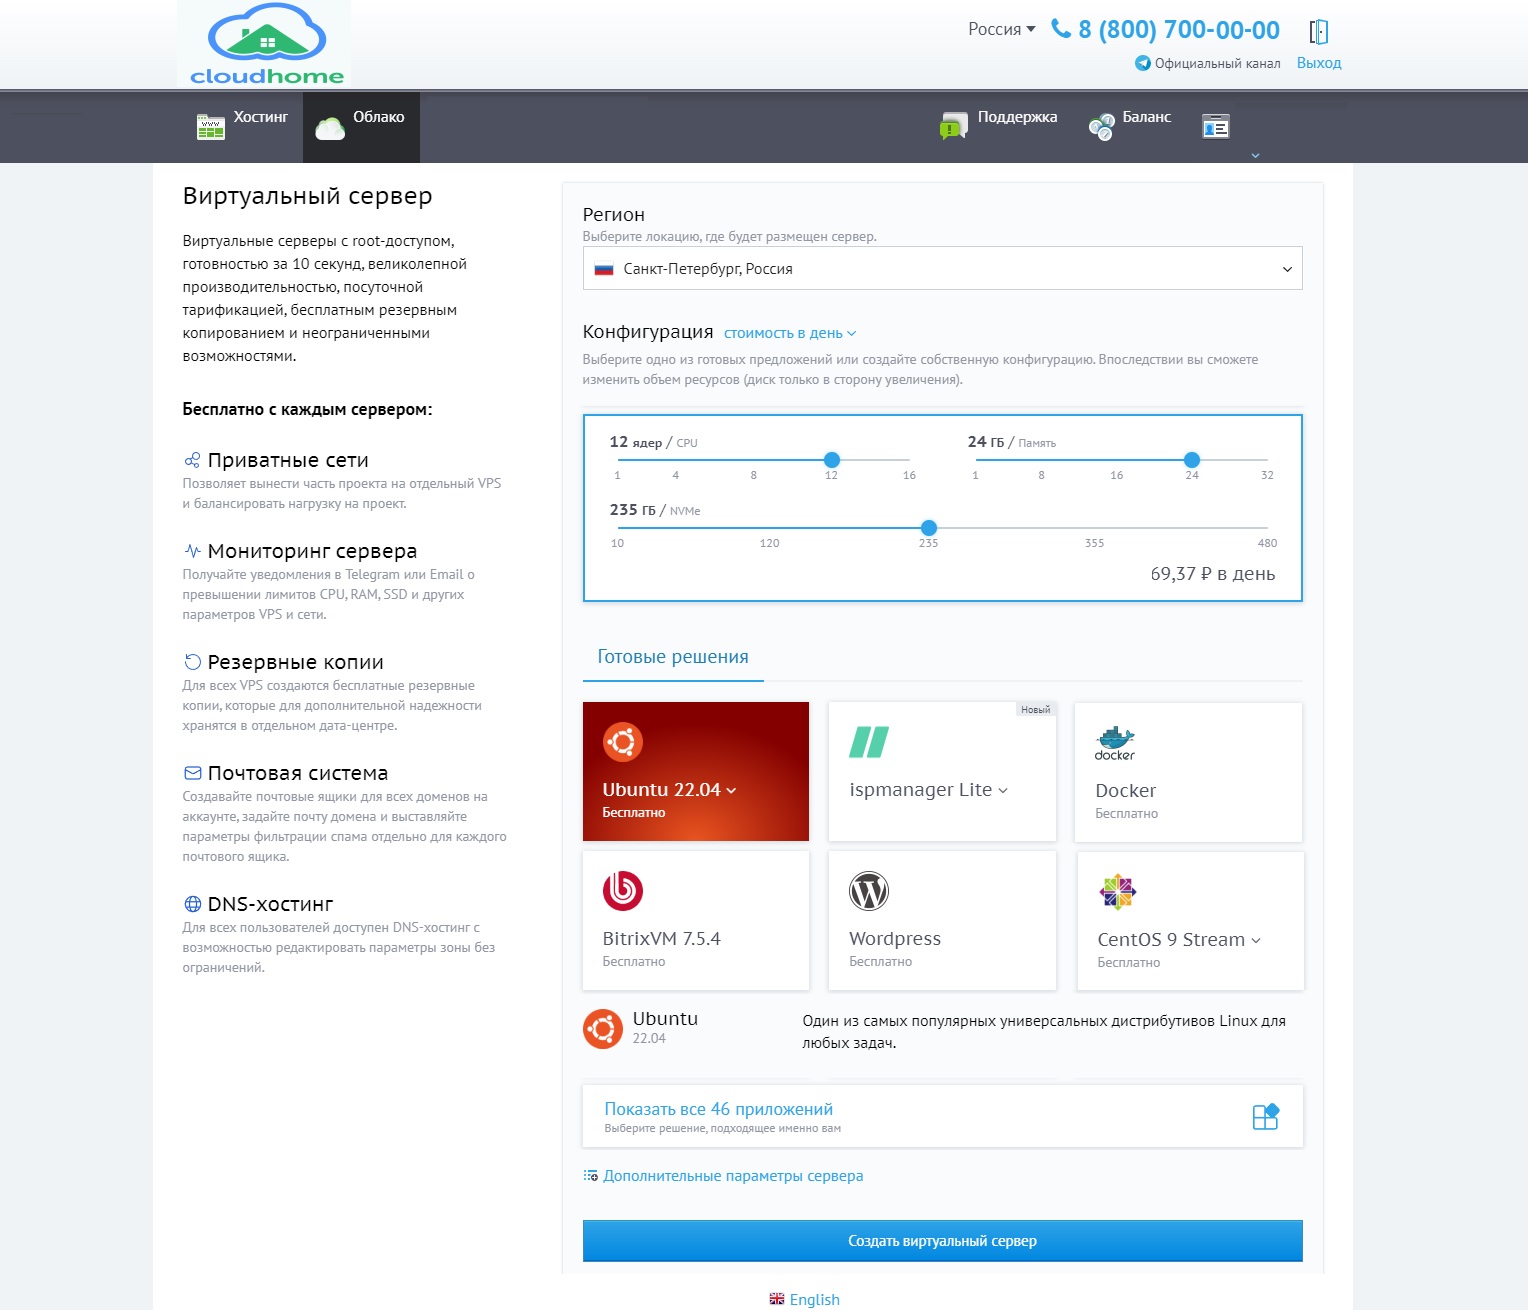 cloudhome
Россия
8 (800) 700-00-00
Официальный канал
Выход
Хостинг
Облако
Поддержка
Баланс
Виртуальный сервер
Виртуальные серверы с root-доступом,
готовностью за 10 секунд, великолепной
производительностью, посуточной
тарификацией, бесплатным резервным
копированием и неограниченными
возможностями.
Бесплатно с каждым сервером:
Приватные сети
Позволяет вынести часть проекта на отдельный VPS
и балансировать нагрузку на проект.
Мониторинг сервера
Получайте уведомления в Telegram или Email о
превышении лимитов CPU, RAM, SSD и других
параметров VPS и сети.
Резервные копии
Для всех VPS создаются бесплатные резервные
копии, которые для дополнительной надежности
хранятся в отдельном дата-центре.
Почтовая система
Создавайте почтовые ящики для всех доменов на
аккаунте, задайте почту домена и выставляйте
параметры фильтрации спама отдельно для каждого
почтового ящика.
DNS-хостинг
Для всех пользователей доступен DNS-хостинг с
возможностью редактировать параметры зоны без
ограничений.
Регион
Выберите локацию, где будет размещен сервер.
Санкт-Петербург, Россия
Конфигурация стоимость в день
Выберите одно из готовых предложений или создайте собственную конфигурацию. Впоследствии вы сможете
изменить объем ресурсов (диск только в сторону увеличения).
12 ядер / CPU
1 4 8 12 16
24 ГБ / Память
1 8 16 24 32
235 ГБ / NVMe
10 120 235 355 480
69,37 ₽ в день
Готовые решения
Ubuntu 22.04
Бесплатно
Новый
ispmanager Lite
docker
Docker
Бесплатно
BitrixVM 7.5.4
Бесплатно
Wordpress
Бесплатно
CentOS 9 Stream
Бесплатно
Ubuntu
22.04
Один из самых популярных универсальных дистрибутивов Linux для
любых задач.
Показать все 46 приложений
Выберите решение, подходящее именно вам
Дополнительные параметры сервера
Создать виртуальный сервер
English